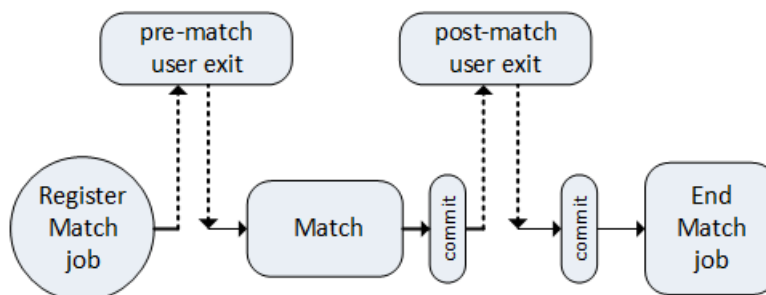 pre-match
user exit
post-match
user exit
Register
Match
job
Match
commit
commit
End
Match
job